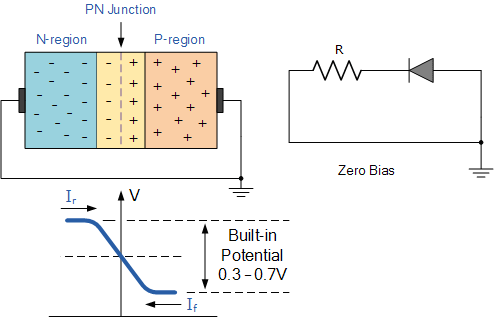 PN Junction
N-region P-region
R
Zero Bias
Ir V
Built-in
Potential
0.3 - 0.7V
If